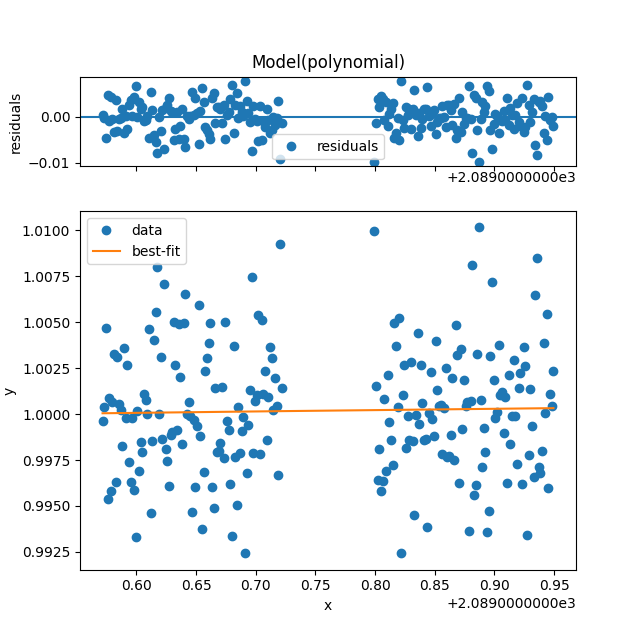 Model(polynomial)
0.00
−0.01
residuals
residuals
+2.0890000000e3
1.0100
1.0075
1.0050
1.0025
1.0000
0.9975
0.9950
0.9925
y
data
best-fit
0.60 0.65 0.70 0.75 0.80 0.85 0.90 0.95
x
+2.0890000000e3